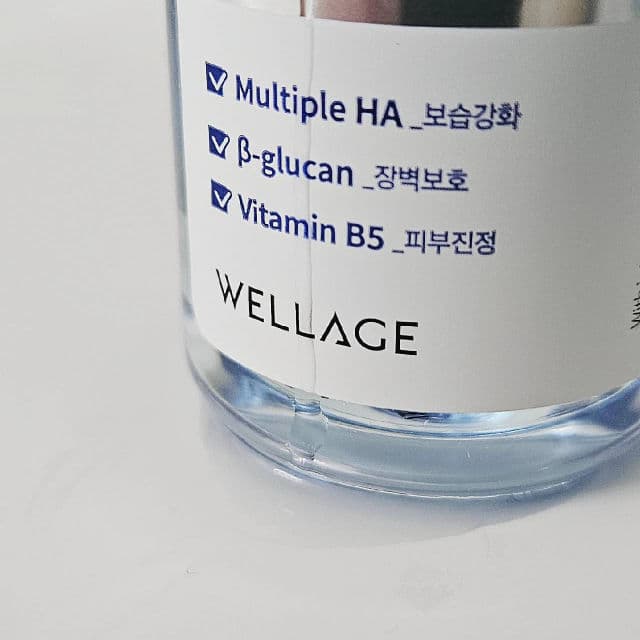 Multiple HA _보습강화
β-glucan _장벽보호
Vitamin B5 _피부진정
WELLAGE